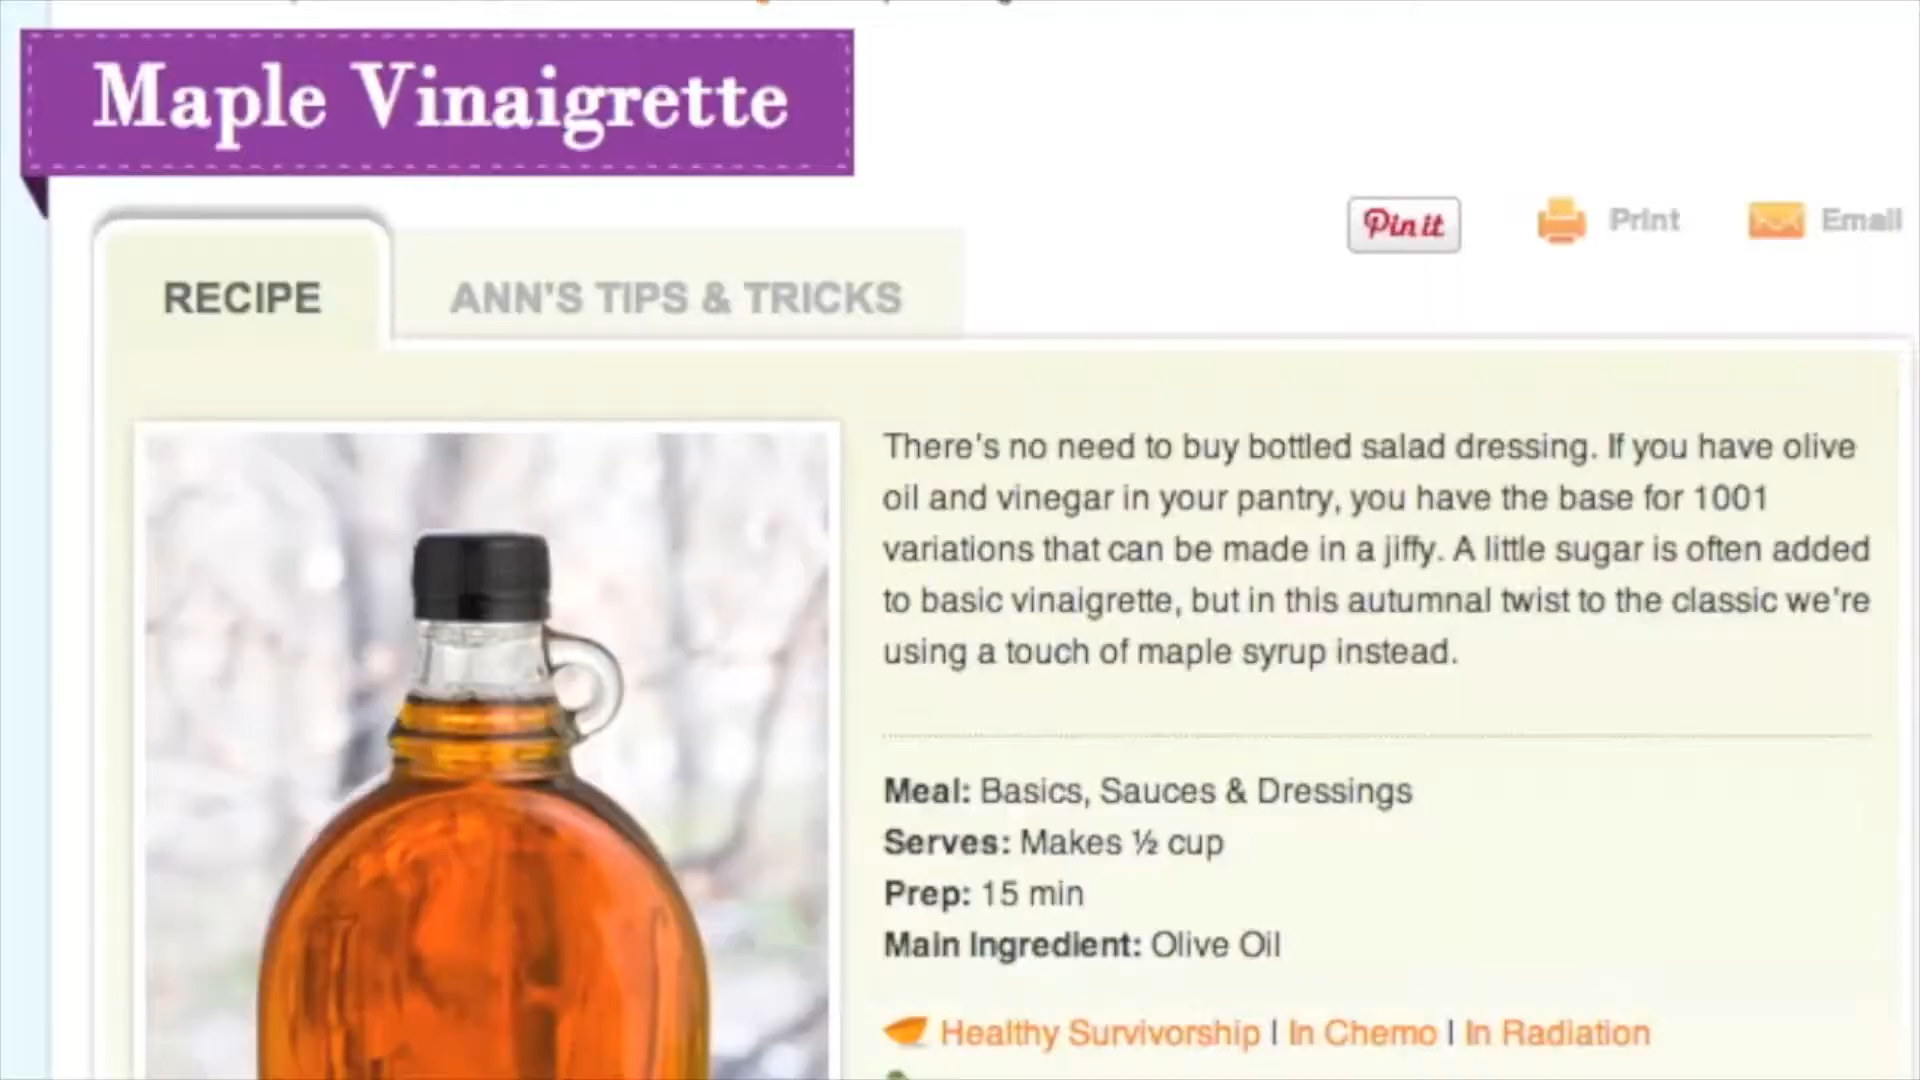 Maple Vinaigrette
Pin it
Print
Email
RECIPE
ANN'S TIPS & TRICKS
There's no need to buy bottled salad dressing. If you have olive
oil and vinegar in your pantry, you have the base for 1001
variations that can be made in a jiffy. A little sugar is often added
to basic vinaigrette, but in this autumnal twist to the classic we're
using a touch of maple syrup instead.
Meal: Basics, Sauces & Dressings
Serves: Makes ½ cup
Prep: 15 min
Main Ingredient: Olive Oil
Healthy Survivorship | In Chemo | In Radiation